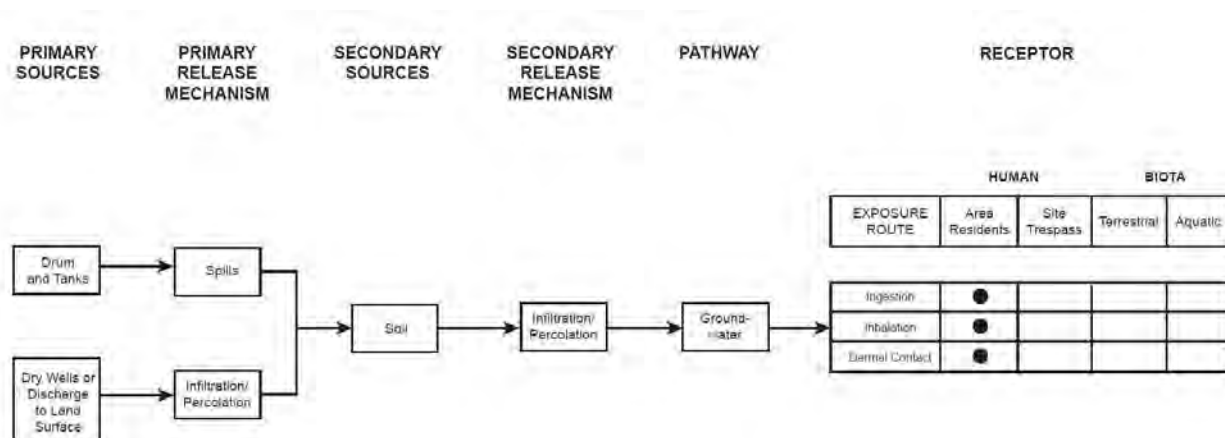 PRIMARY
SOURCES
PRIMARY
RELEASE
MECHANISM
SECONDARY
SOURCES
SECONDARY
RELEASE
MECHANISM
PATHWAY
RECEPTOR
HUMAN
BIOTA
EXPOSURE
ROUTE
Area
Residents
Site
Trespass
Terrestrial
Aquatic
Drum
and Tanks
Spills
Dry Wells or
Discharge
to Land
Surface
Infiltration/
Percolation
Soil
Infiltration/
Percolation
Ground-
water
Ingestion
Inhalation
Dermal Contact